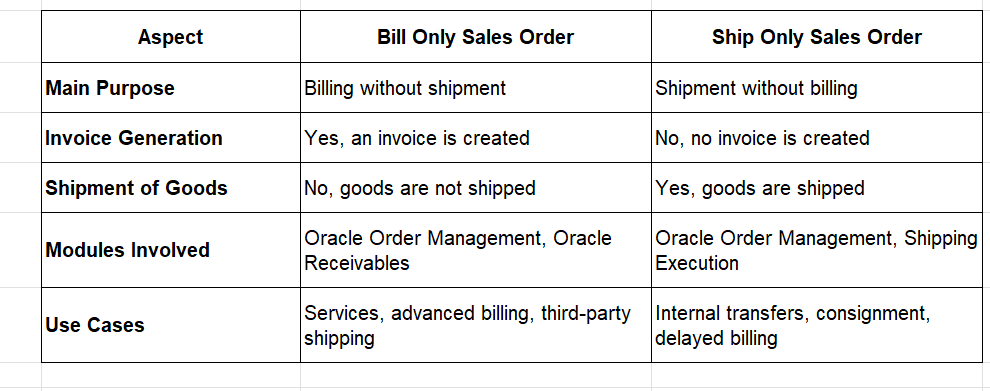 Aspect Bill Only Sales Order Ship Only Sales Order
Main Purpose Billing without shipment Shipment without billing
Invoice Generation Yes, an invoice is created No, no invoice is created
Shipment of Goods No, goods are not shipped Yes, goods are shipped
Modules Involved
Oracle Order Management, Oracle
Receivables
Oracle Order Management, Shipping
Execution
Use Cases
Services, advanced billing, third-party
shipping
Internal transfers, consignment,
delayed billing